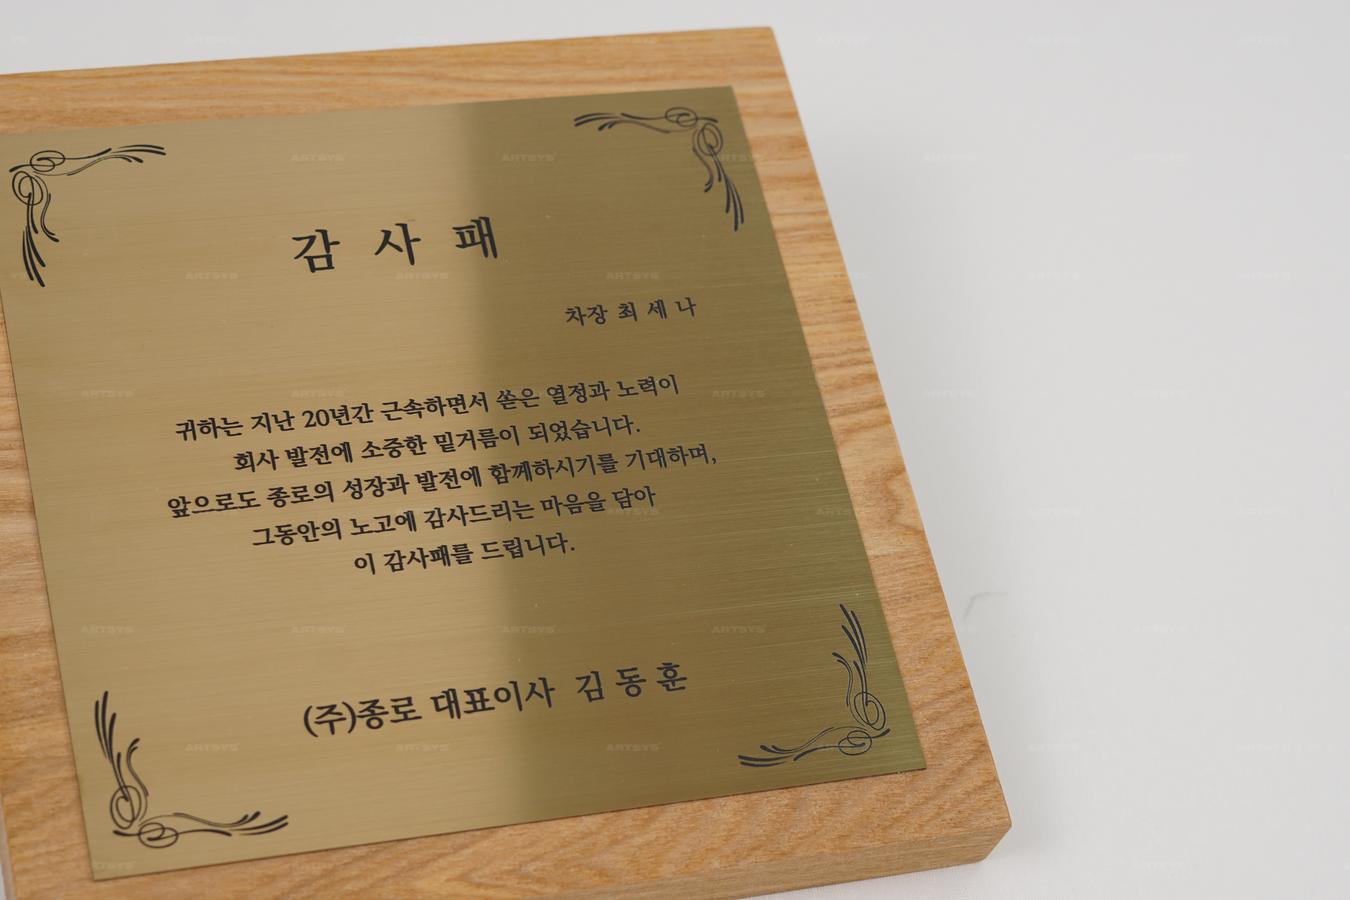 감 사 패
차장 최 세 나
귀하는 지난 20년간 근속하면서 쏟은 열정과 노력이
회사 발전에 소중한 밑거름이 되었습니다.
앞으로도 종로의 성장과 발전에 함께하시기를 기대하며,
그동안의 노고에 감사드리는 마음을 담아
이 감사패를 드립니다.
(주)종로 대표이사 김 동 훈